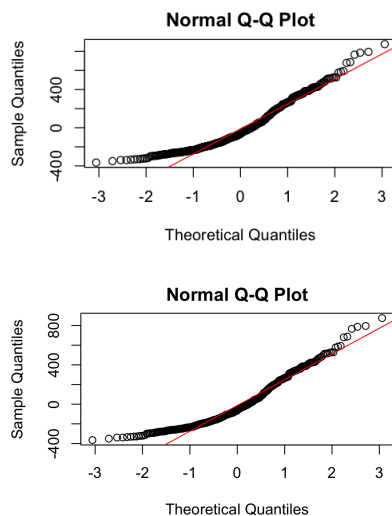 Normal Q-Q Plot
Sample Quantiles
400
0
-400
-3 -2 -1 0 1 2 3
Theoretical Quantiles
Normal Q-Q Plot
Sample Quantiles
800
400
0
-400
-3 -2 -1 0 1 2 3
Theoretical Quantiles